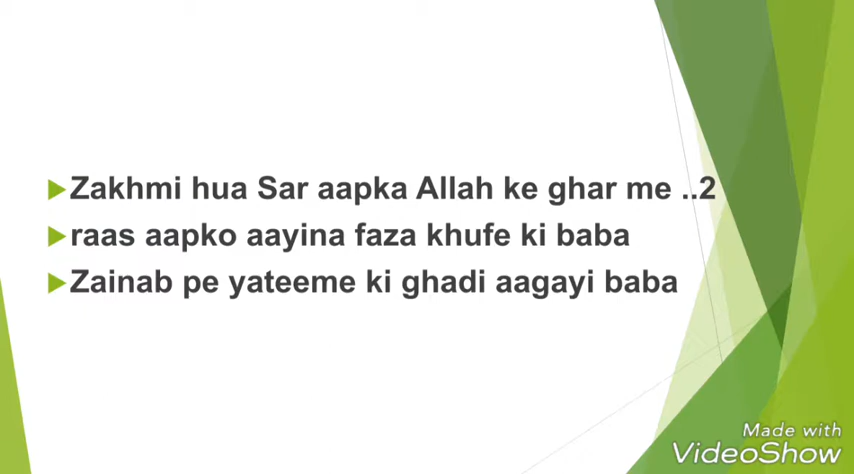 Zakhmi hua Sar aapka Allah ke ghar me ..2
raas aapko aayina faza khufe ki baba
Zainab pe yateeme ki ghadi aagayi baba
Made with
VideoShow